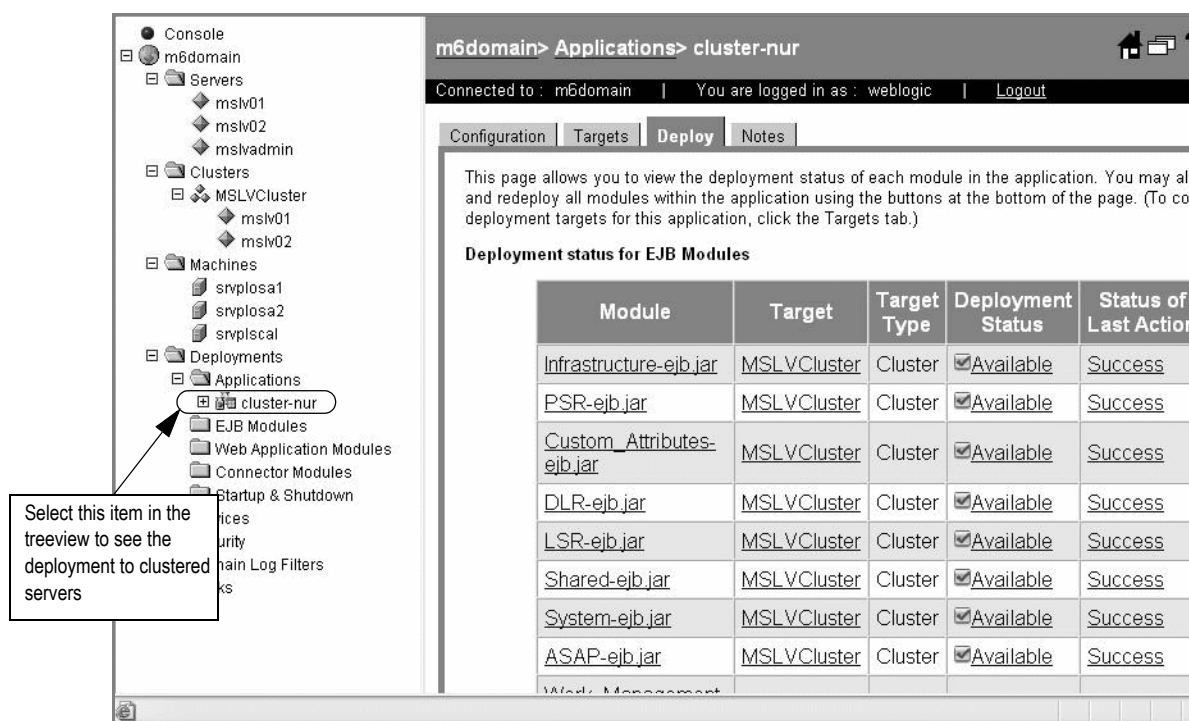 Console
m6domain
Servers
mslv01
mslv02
mslvadmin
Clusters
MSLVCluster
mslv01
mslv02
Machines
srvplosa1
srvplosa2
srvplscal
Deployments
Applications
cluster-nur
EJB Modules
Web Application Modules
Connector Modules
Startup & Shutdown
Log Filters
Select this item in the
treeview to see the
deployment to clustered
servers
m6domain> Applications> cluster-nur
Connected to : m6domain | You are logged in as : weblogic | Logout
Configuration Targets Deploy Notes
This page allows you to view the deployment status of each module in the application. You may al
and redeploy all modules within the application using the buttons at the bottom of the page. (To co
deployment targets for this application, click the Targets tab.)
Deployment status for EJB Modules
Module Target Target Type Deployment Status Status of Last Action
Infrastructure-ejb.jar MSLVCluster Cluster Available Success
PSR-ejb.jar MSLVCluster Cluster Available Success
Custom_Attributes-
ejb.jar MSLVCluster Cluster Available Success
DLR-ejb.jar MSLVCluster Cluster Available Success
LSR-ejb.jar MSLVCluster Cluster Available Success
Shared-ejb.jar MSLVCluster Cluster Available Success
System-ejb.jar MSLVCluster Cluster Available Success
ASAP-ejb.jar MSLVCluster Cluster Available Success